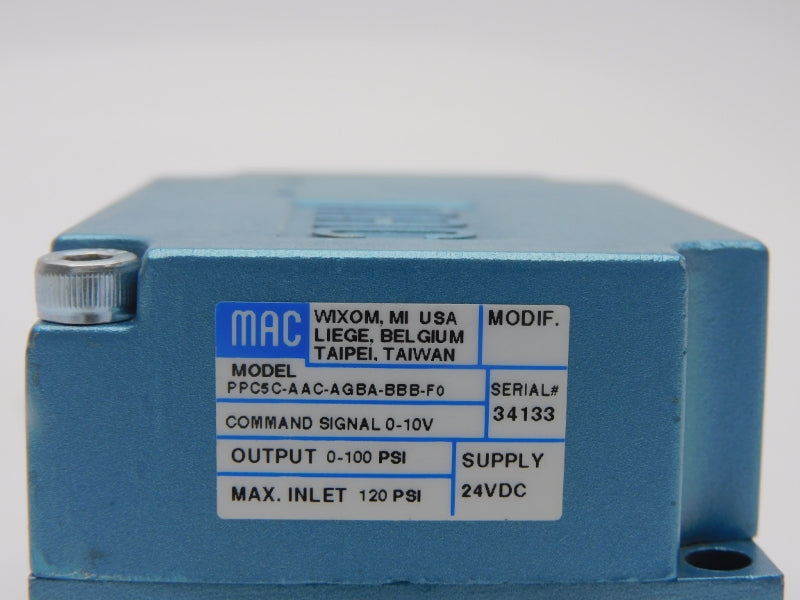 MAC
WIXOM, MI USA
LIEGE, BELGIUM
TAIPEI, TAIWAN
MODIF.
MODEL
PPC5C-AAC-AGBA-BBB-F0
SERIAL#
34133
COMMAND SIGNAL 0-10V
OUTPUT 0-100 PSI
SUPPLY
24VDC
MAX. INLET 120 PSI